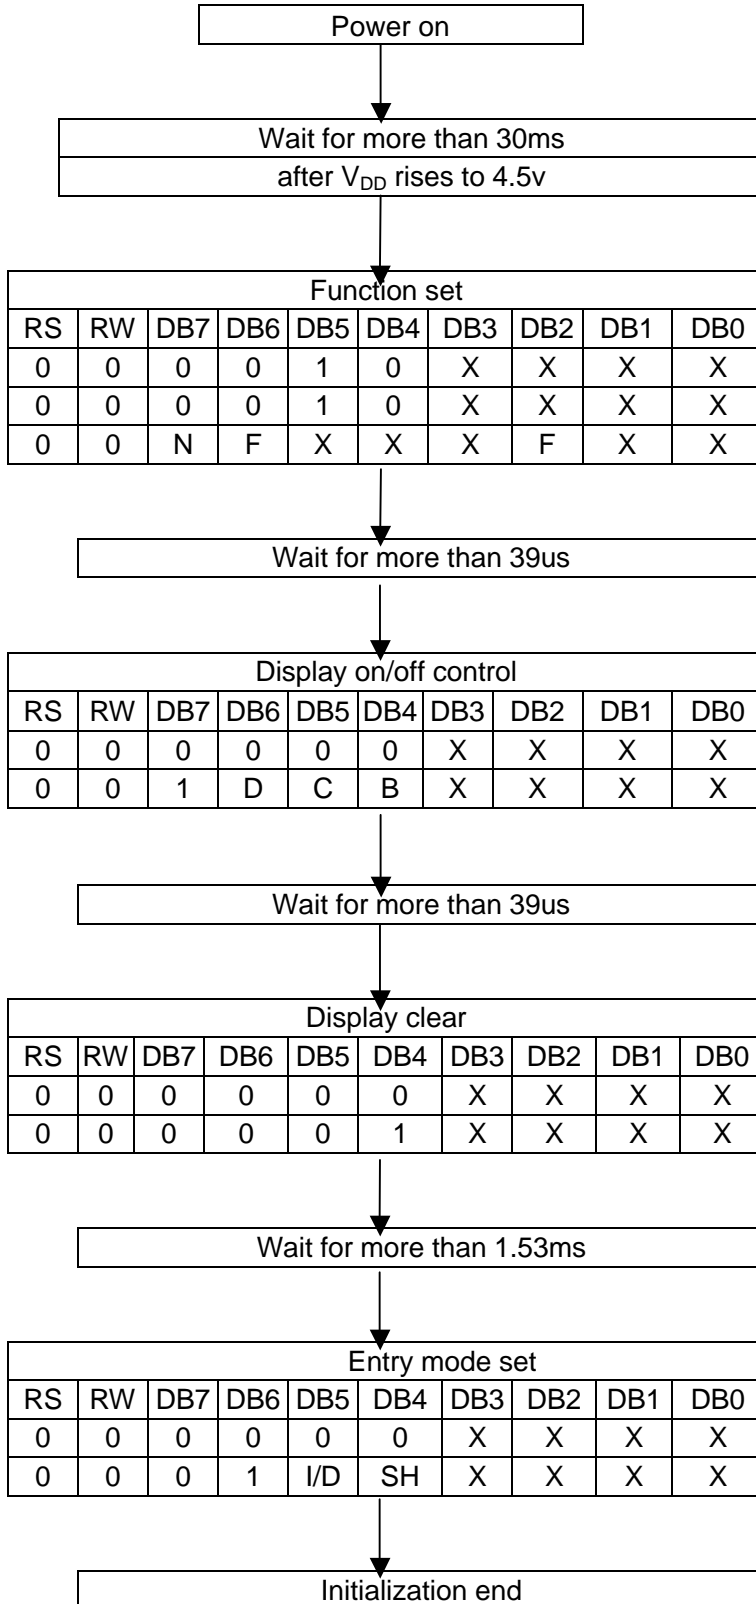 Power on
Wait for more than 30ms
after VDD rises to 4.5v
Function set
RS RW DB7 DB6 DB5 DB4 DB3 DB2 DB1 DB0
0 0 0 0 1 0 X X X X
0 0 0 0 1 0 X X X X
0 0 N F X X X F X X
Wait for more than 39us
Display on/off control
RS RW DB7 DB6 DB5 DB4 DB3 DB2 DB1 DB0
0 0 0 0 0 0 X X X X
0 0 1 D C B X X X X
Wait for more than 39us
Display clear
RS RW DB7 DB6 DB5 DB4 DB3 DB2 DB1 DB0
0 0 0 0 0 0 X X X X
0 0 0 0 0 1 X X X X
Wait for more than 1.53ms
Entry mode set
RS RW DB7 DB6 DB5 DB4 DB3 DB2 DB1 DB0
0 0 0 0 0 0 X X X X
0 0 0 1 I/D SH X X X X
Initialization end